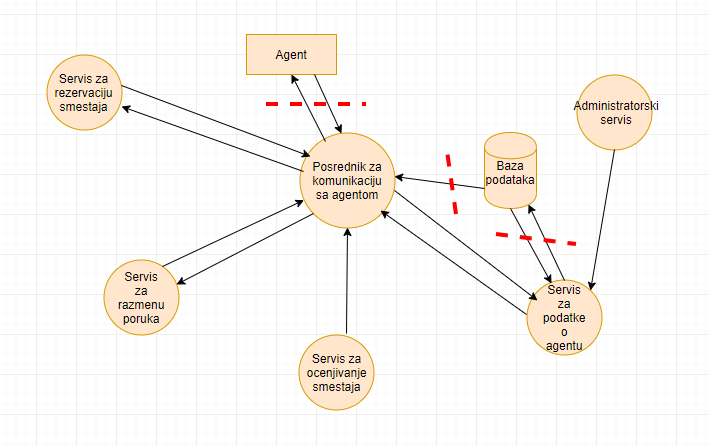 Agent
Servis za
rezervaciju
smestaja
Administratorski
servis
Posrednik za
komunikaciju
sa agentom
Baza
podataka
Servis
za
razmenu
poruka
Servis
za
podatke
o
agentu
Servis za
ocenjivanje
smestaja